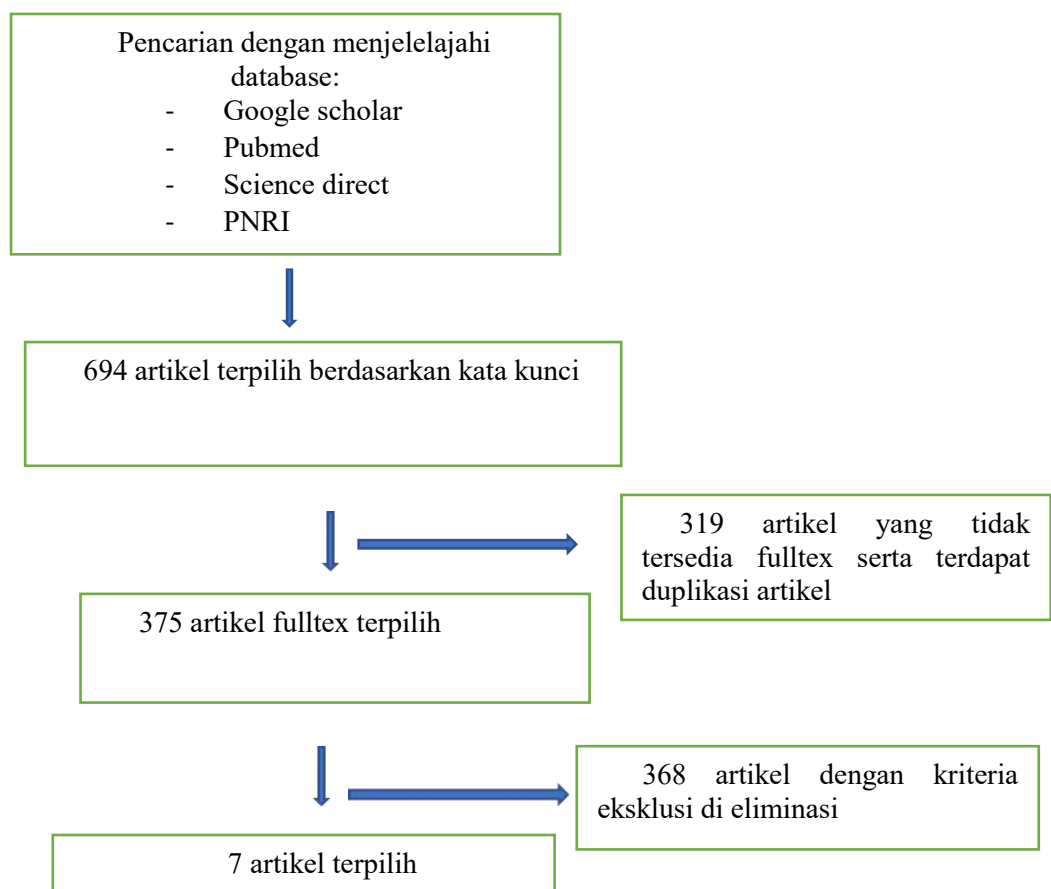 Pencarian dengan menjelelajahi
database:
- Google scholar
- Pubmed
- Science direct
- PNRI
694 artikel terpilih berdasarkan kata kunci
319 artikel yang tidak
tersedia fulltex serta terdapat
duplikasi artikel
375 artikel fulltex terpilih
368 artikel dengan kriteria
eksklusi di eliminasi
7 artikel terpilih